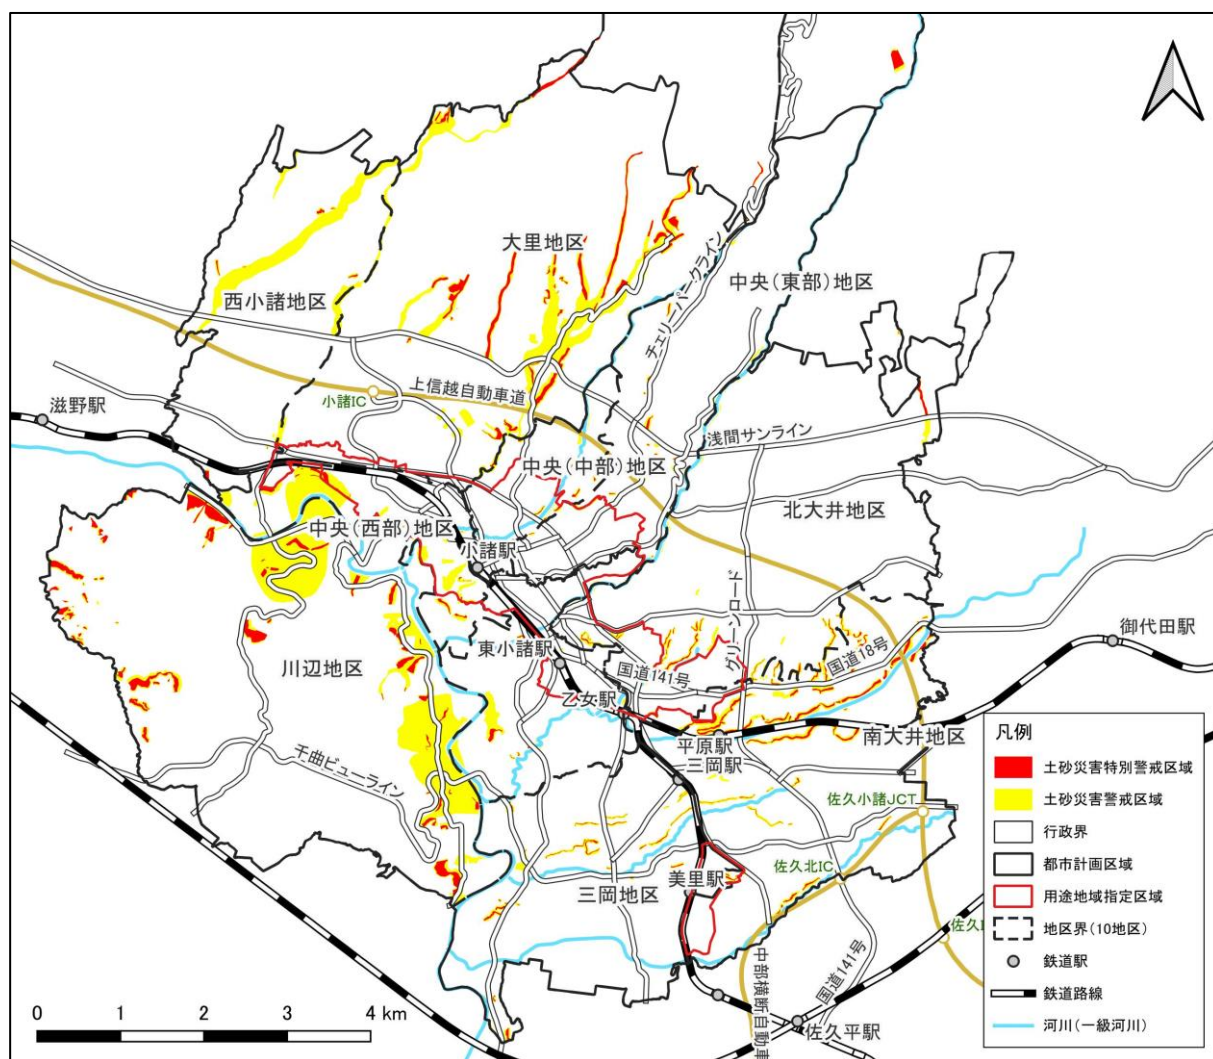 大里地区
西小諸地区
チェリーパークライン
中央(東部)地区
上信越自動車道
小諸IC
滋野駅
浅間サンライン
中央(中部)地区
北大井地区
中央(西部)地区
小諸駅
グリーンロード
御代田駅
東小諸駅
国道141号
国道18号
川辺地区
乙女駅
平原駅
南大井地区
三岡駅
千曲ビューライン
佐久小諸JCT
佐久北IC
美里駅
三岡地区
佐久I
国道141号
中部横断自動車
佐久平駅
凡例
土砂災害特別警戒区域
土砂災害警戒区域
行政界
都市計画区域
用途地域指定区域
地区界(10地区)
鉄道駅
鉄道路線
河川(一級河川)
0 1 2 3 4 km